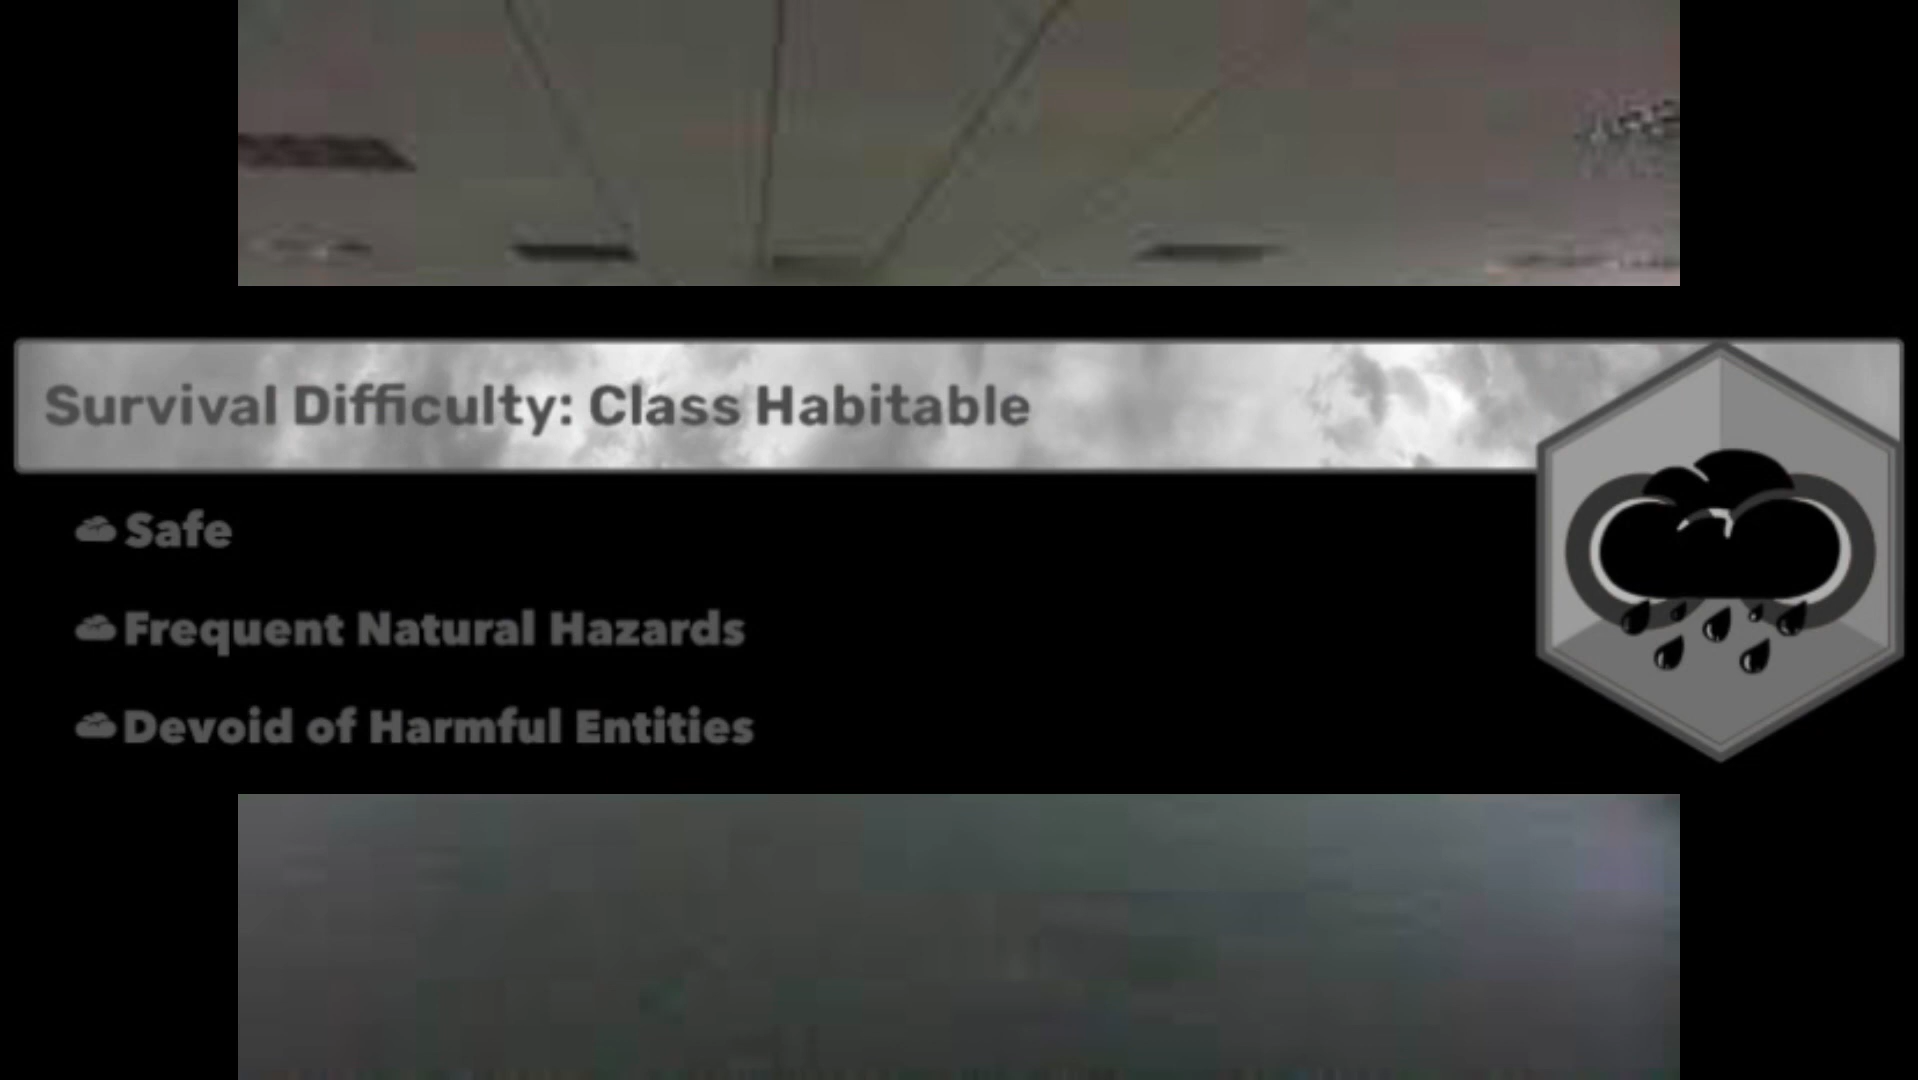 Survival Difficulty: Class Habitable
Safe
Frequent Natural Hazards
Devoid of Harmful Entities